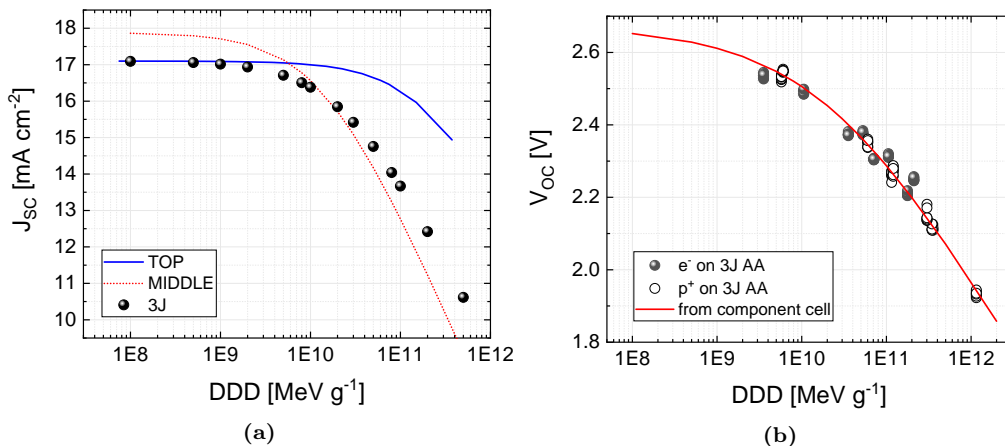 18
17
16
15
14
13
12
11
10
J_SC [mA cm⁻²]
TOP
MIDDLE
3J
1E8 1E9 1E10 1E11 1E12
DDD [MeV g⁻¹]
(a)
2.6
2.4
2.2
2.0
1.8
V_OC [V]
e⁻ on 3J AA
p⁺ on 3J AA
from component cell
1E8 1E9 1E10 1E11 1E12
DDD [MeV g⁻¹]
(b)